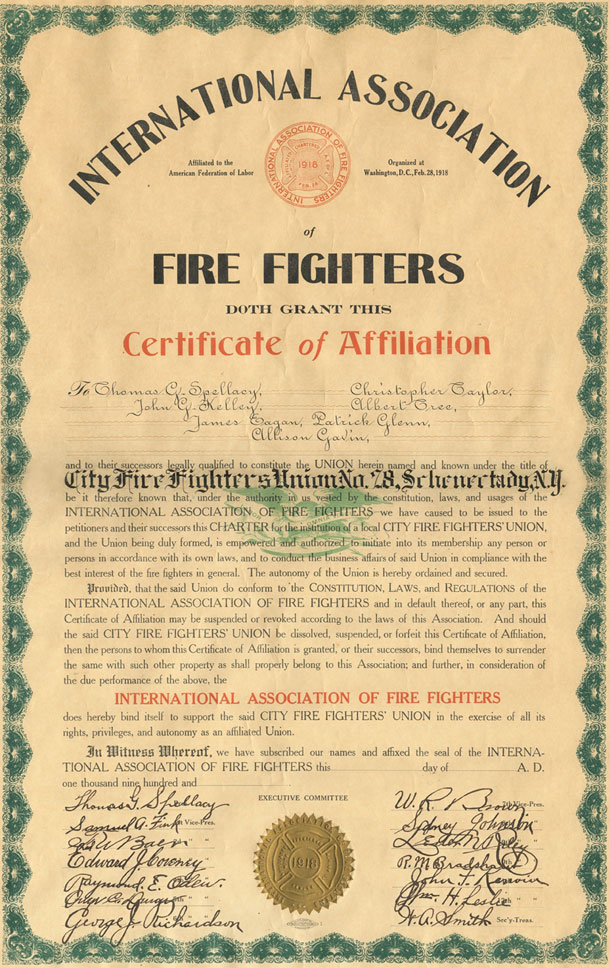 INTERNATIONAL ASSOCIATION
Affiliated to the
American Federation of Labor
INTERNATIONAL ASSOCIATION OF FIRE FIGHTERS
CHARTERED
1918
FEB. 28
Organized at
Washington, D.C., Feb. 28, 1918
of
FIRE FIGHTERS
DOTH GRANT THIS
Certificate of Affiliation
To Thomas G. Spellacy, Christopher Taylor,
John G. Kelley, Albert Tree,
James Eagan, Patrick Glenn,
Allison Gavin,
and to their successors legally qualified to constitute the UNION herein named and known under the title of
City Fire Fighters Union No. 28, Schenectady, N.Y.
be it therefore known that, under the authority in us vested by the constitution, laws, and usages of the
INTERNATIONAL ASSOCIATION OF FIRE FIGHTERS we have caused to be issued to the
petitioners and their successors this CHARTER for the institution of a local CITY FIRE FIGHTERS' UNION,
and the Union being duly formed, is empowered and authorized to initiate into its membership any person or
persons in accordance with its own laws, and to conduct the business affairs of said Union in compliance with the
best interest of the fire fighters in general. The autonomy of the Union is hereby ordained and secured.
Provided, that the said Union do conform to the CONSTITUTION, LAWS, and REGULATIONS of the
INTERNATIONAL ASSOCIATION OF FIRE FIGHTERS and in default thereof, or any part, this
Certificate of Affiliation may be suspended or revoked according to the laws of this Association. And should
the said CITY FIRE FIGHTERS' UNION be dissolved, suspended, or forfeit this Certificate of Affiliation,
then the persons to whom this Certificate of Affiliation is granted, or their successors, bind themselves to surrender
the same with such other property as shall properly belong to this Association; and further, in consideration of
the due performance of the above, the
INTERNATIONAL ASSOCIATION OF FIRE FIGHTERS
does hereby bind itself to support the said CITY FIRE FIGHTERS' UNION in the exercise of all its
rights, privileges, and autonomy as an affiliated Union.
In Witness Whereof, we have subscribed our names and affixed the seal of the INTERNA-
TIONAL ASSOCIATION OF FIRE FIGHTERS this day of A. D.
one thousand nine hundred and
EXECUTIVE COMMITTEE
Thomas G. Spellacy
Samuel A. Fink Vice-Pres.
Edward J.
Raymond E. Oden
George J. Richardson
1918
W. R. Brown Vice-Pres.
Sydney Johnson
R. M. Bradshaw
John J.
Wm. H. Leslie
W. A. Smith Sec'y-Treas.